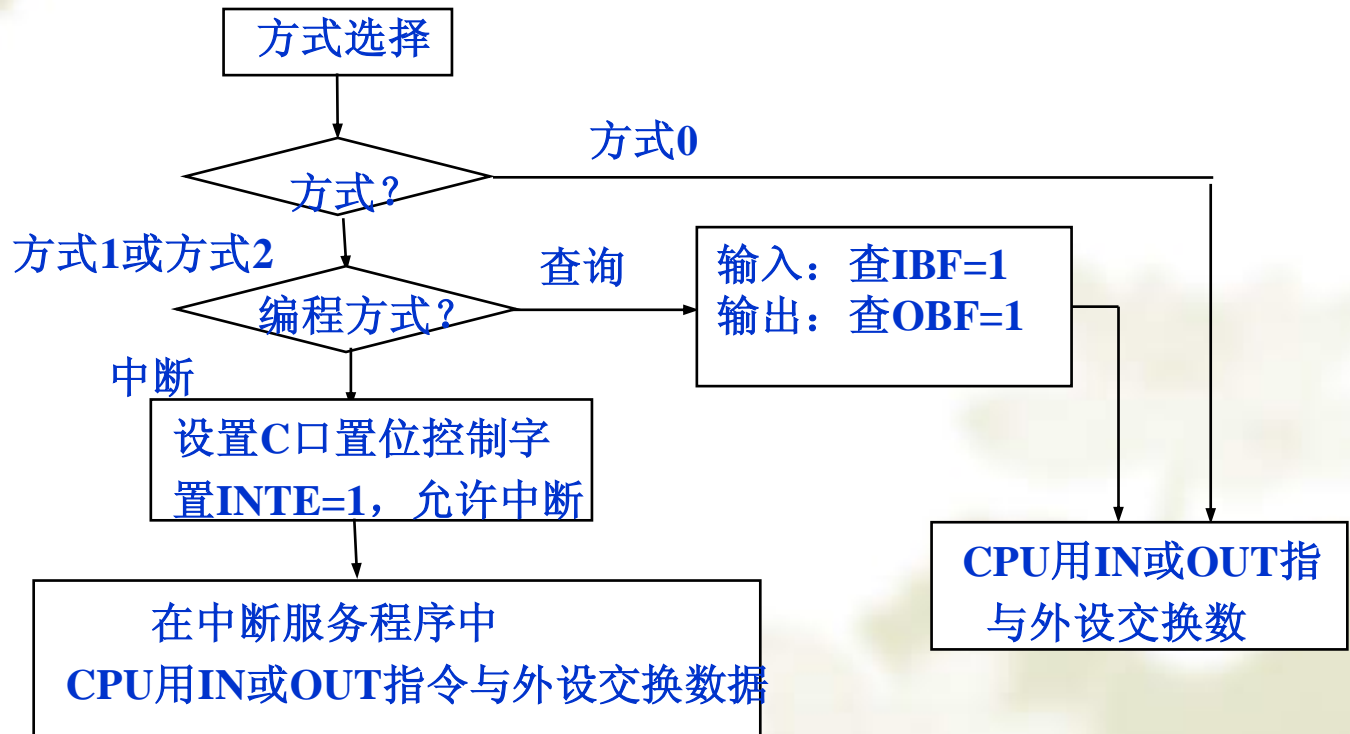 方式选择
方式0
方式？
方式1或方式2
查询
输入：查IBF=1
输出：查OBF=1
编程方式？
中断
设置C口置位控制字
置INTE=1，允许中断
CPU用IN或OUT指
与外设交换数
在中断服务程序中
CPU用IN或OUT指令与外设交换数据